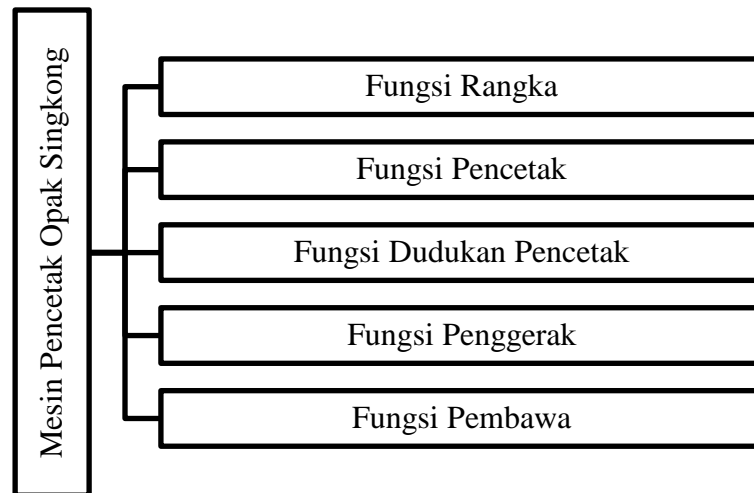 Mesin Pencetak Opak Singkong
Fungsi Rangka
Fungsi Pencetak
Fungsi Dudukan Pencetak
Fungsi Penggerak
Fungsi Pembawa